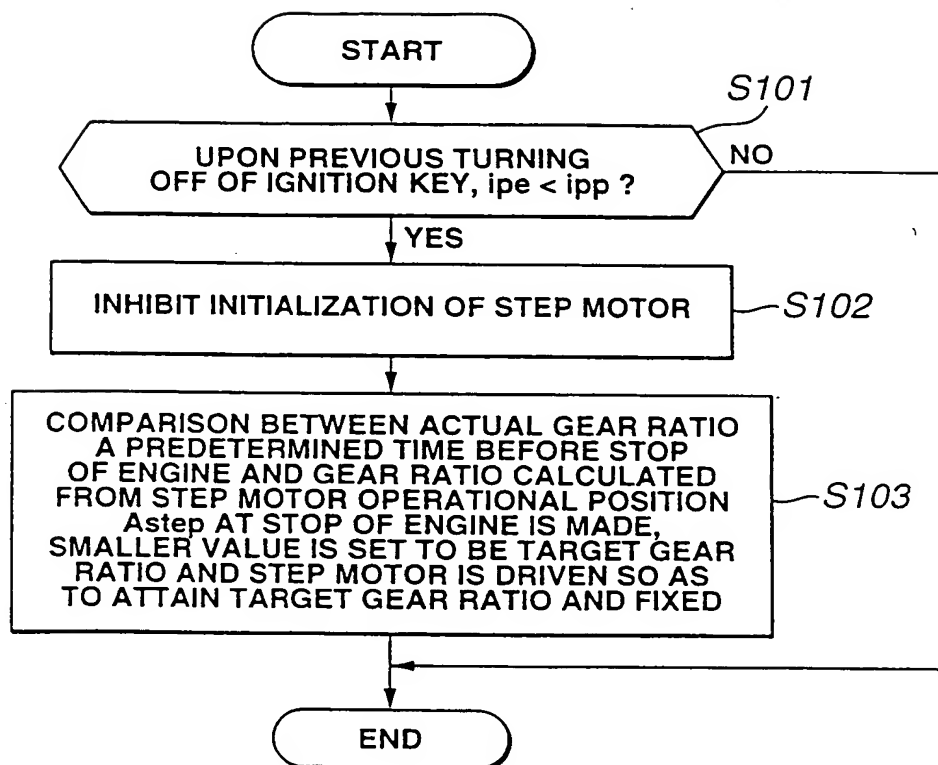 START
S101
UPON PREVIOUS TURNING
OFF OF IGNITION KEY, ipe < ipp ?
NO
YES
INHIBIT INITIALIZATION OF STEP MOTOR
S102
COMPARISON BETWEEN ACTUAL GEAR RATIO
A PREDETERMINED TIME BEFORE STOP
OF ENGINE AND GEAR RATIO CALCULATED
FROM STEP MOTOR OPERATIONAL POSITION
Astep AT STOP OF ENGINE IS MADE,
SMALLER VALUE IS SET TO BE TARGET GEAR
RATIO AND STEP MOTOR IS DRIVEN SO AS
TO ATTAIN TARGET GEAR RATIO AND FIXED
S103
END